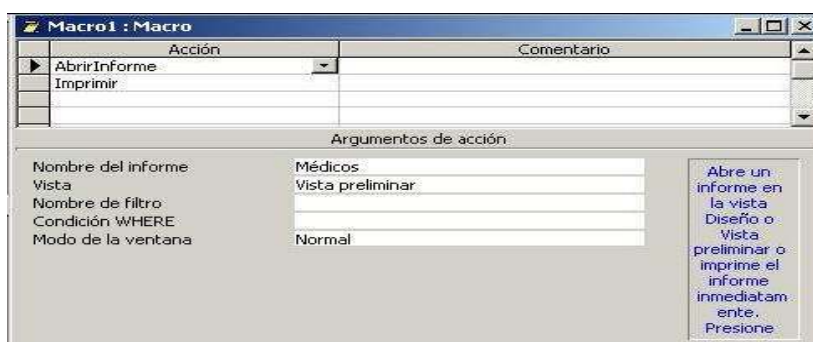 Macro1 : Macro
Acción Comentario
AbrirInforme
Imprimir
Argumentos de acción
Nombre del informe Médicos
Vista Vista preliminar
Nombre de filtro
Condición WHERE
Modo de la ventana Normal
Abre un
informe en
la vista
Diseño o
Vista
preliminar o
imprime el
informe
inmediatam
ente.
Presione